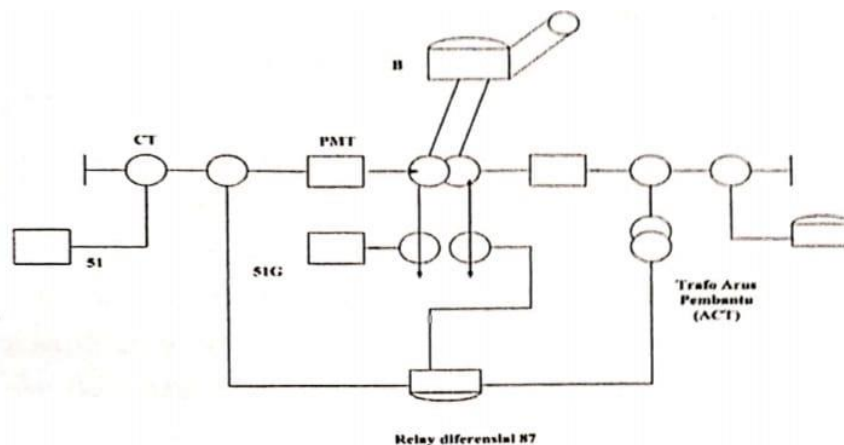 B
CT
PMT
51
51G
Trafo Arus
Pembantu
(ACT)
Relay diferensial 87